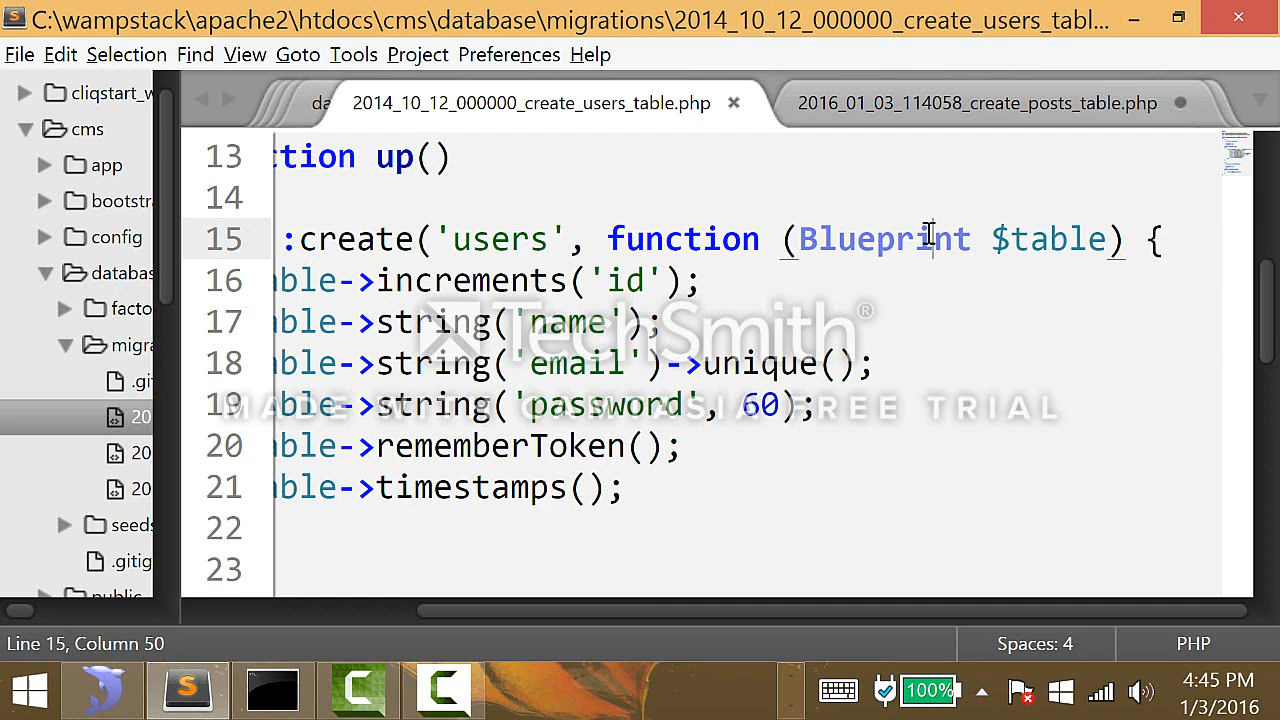 C:\wampstack\apache2\htdocs\cms\database\migrations\2014_10_12_000000_create_users_tabl...
File Edit Selection Find View Goto Tools Project Preferences Help
cliqstart_w
cms
app
bootstra
config
databas
facto
migra
.gi
20
20
20
seeds
.gitig
public
da 2014_10_12_000000_create_users_table.php × 2016_01_03_114058_create_posts_table.php
13 ction up()
14
15 :create('users', function (Blueprint $table) {
16 able->increments('id');
17 able->string('name');
18 able->string('email')->unique();
19 able->string('password', 60);
20 able->rememberToken();
21 able->timestamps();
22
23
TechSmith®
MADE WITH CAMTASIA FREE TRIAL
Line 15, Column 50 Spaces: 4 PHP
100%
4:45 PM
1/3/2016